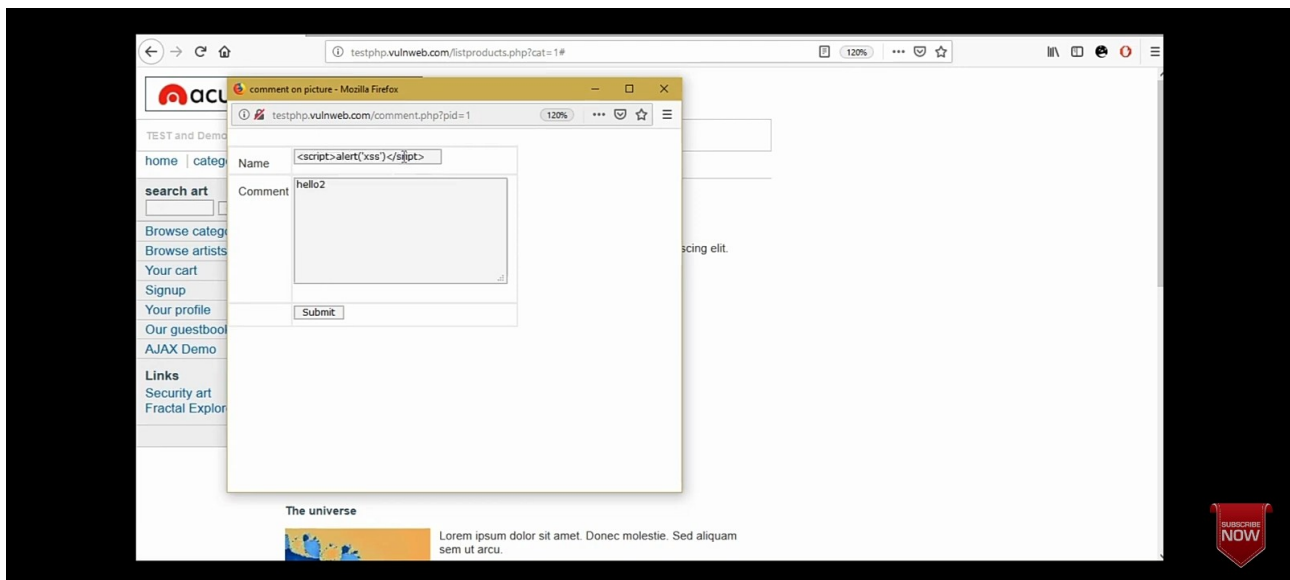 testphp.vulnweb.com/listproducts.php?cat=1#
120%
acu
comment on picture - Mozilla Firefox
testphp.vulnweb.com/comment.php?pid=1
120%
TEST and Demo
home | categ
Name
<script>alert('xss')</sript>
Comment
hello2
search art
Browse catego
Browse artists
scing elit.
Your cart
Signup
Your profile
Submit
Our guestbook
AJAX Demo
Links
Security art
Fractal Explor
The universe
Lorem ipsum dolor sit amet. Donec molestie. Sed aliquam
sem ut arcu.
SUBSCRIBE
NOW